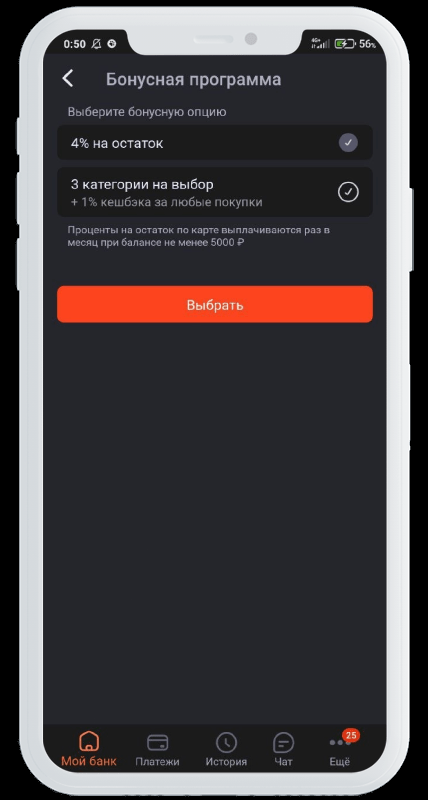 0:50
4G+
56%
Бонусная программа
Выберите бонусную опцию
4% на остаток
3 категории на выбор
+ 1% кешбэка за любые покупки
Проценты на остаток по карте выплачиваются раз в
месяц при балансе не менее 5000 ₽
Выбрать
25
Мой банк
Платежи
История
Чат
Ещё